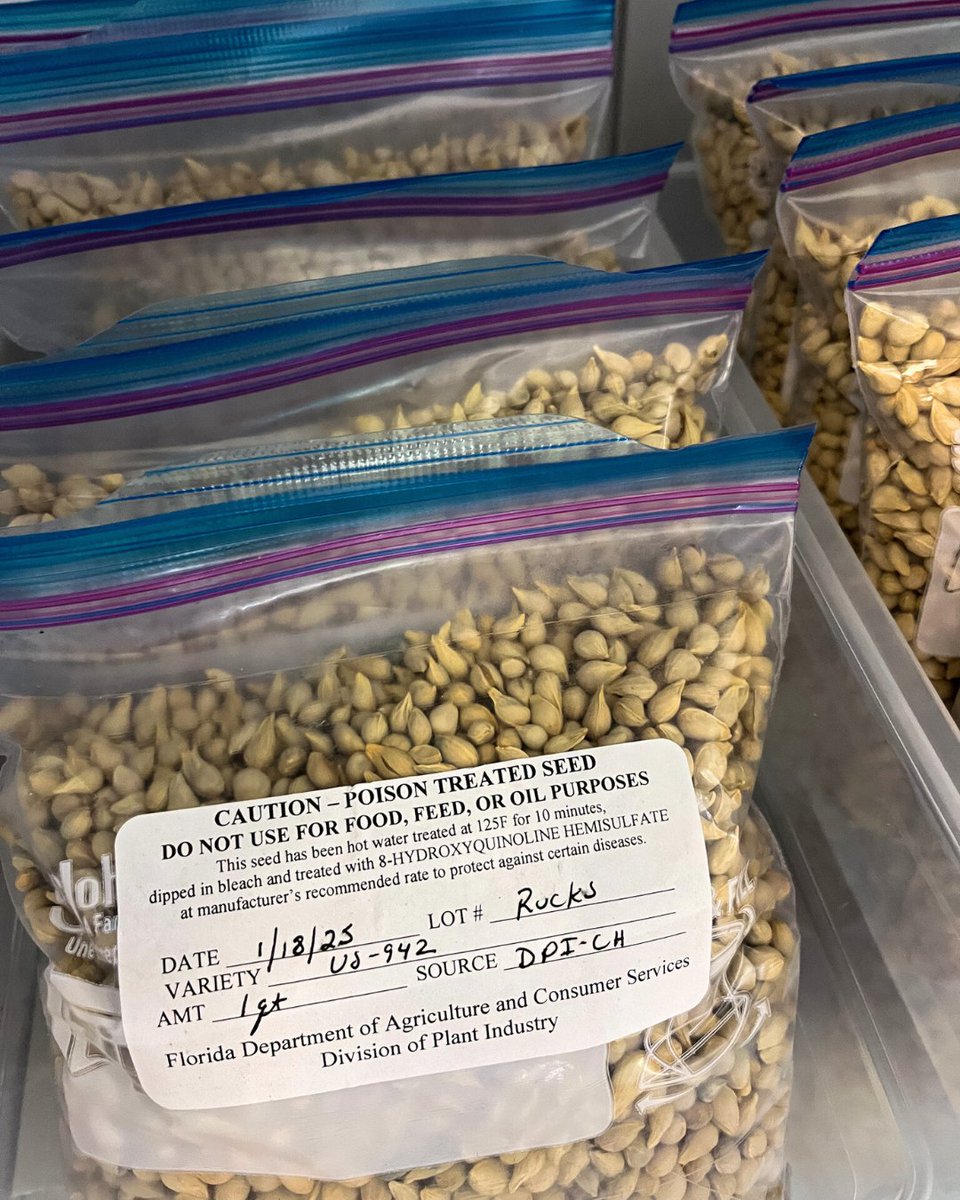 CAUTION – POISON TREATED SEED
DO NOT USE FOR FOOD, FEED, OR OIL PURPOSES
This seed has been hot water treated at 125F for 10 minutes,
dipped in bleach and treated with 8-HYDROXYQUINOLINE HEMISULFATE
at manufacturer's recommended rate to protect against certain diseases.
DATE 1/18/25 LOT # Rucks
VARIETY US-942
AMT 1qt SOURCE DPI-CH
Florida Department of Agriculture and Consumer Services
Division of Plant Industry